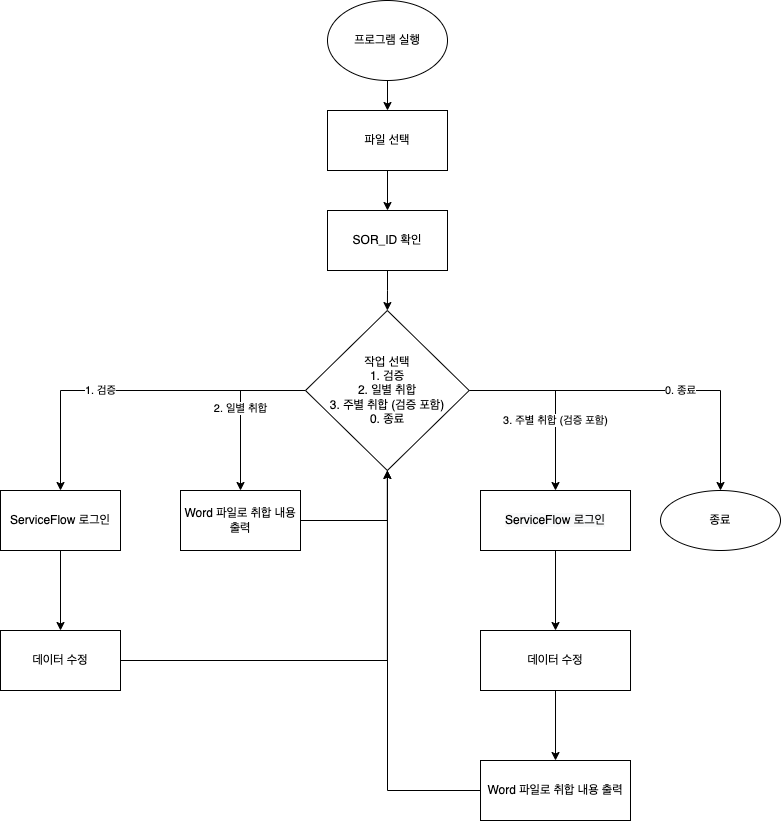 프로그램 실행
파일 선택
SOR_ID 확인
작업 선택
1. 검증
2. 일별 취합
3. 주별 취합 (검증 포함)
0. 종료
1. 검증
2. 일별 취합
3. 주별 취합 (검증 포함)
0. 종료
ServiceFlow 로그인
Word 파일로 취합 내용
출력
ServiceFlow 로그인
종료
데이터 수정
데이터 수정
Word 파일로 취합 내용 출력